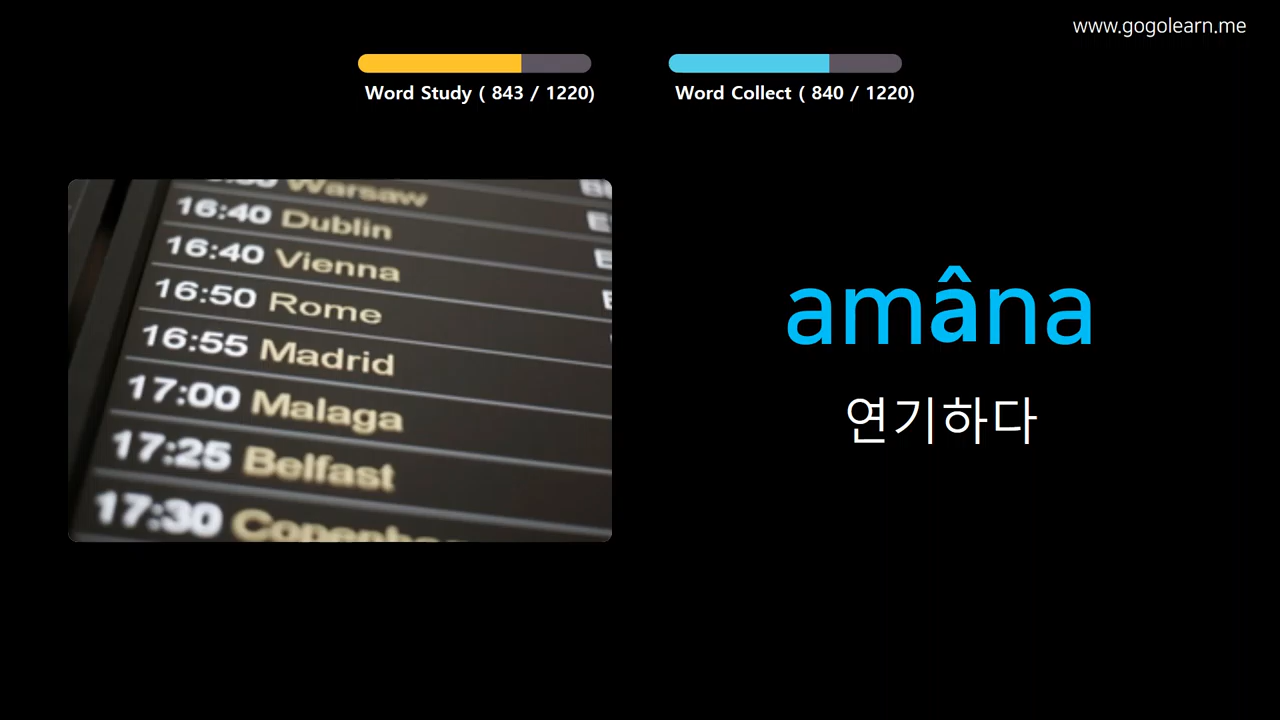 www.gogolearn.me
Word Study ( 843 / 1220)
Word Collect ( 840 / 1220)
Warsaw
16:40 Dublin
16:40 Vienna
16:50 Rome
16:55 Madrid
17:00 Malaga
17:25 Belfast
17:30
amâna
연기하다